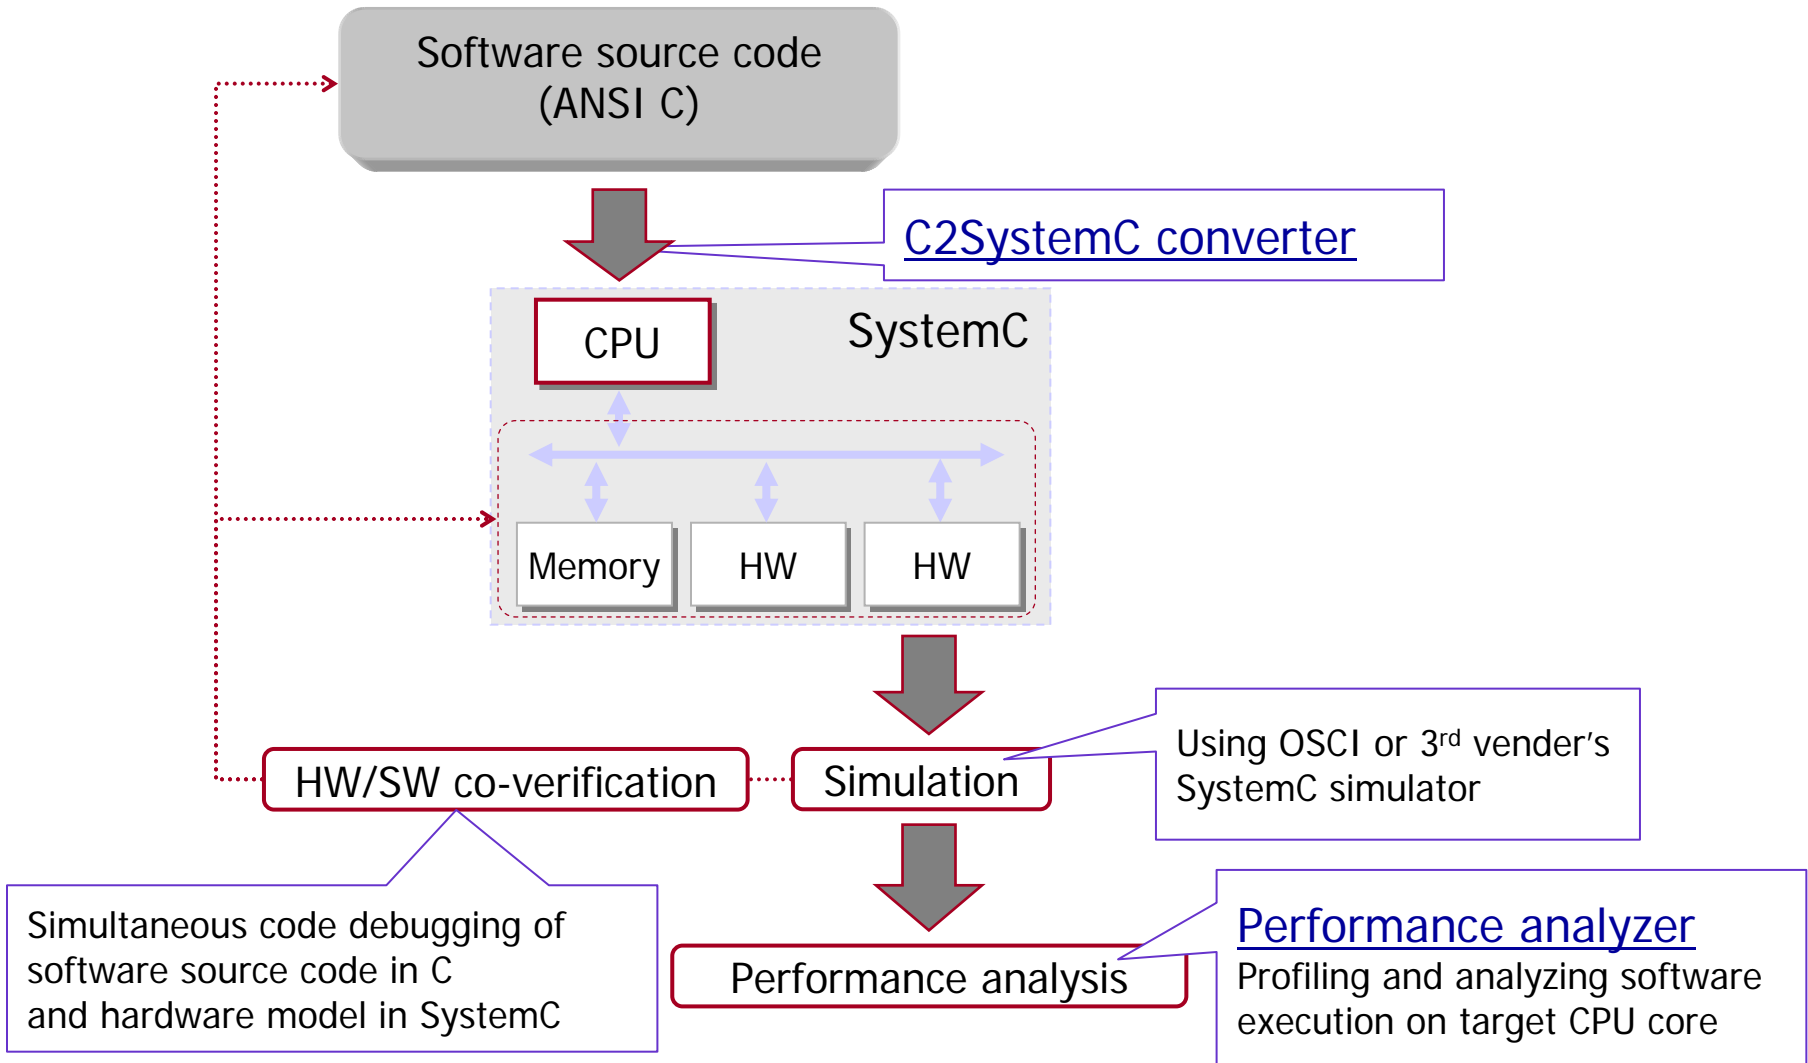 Software source code
(ANSI C)
C2SystemC converter
CPU
SystemC
Memory
HW
HW
HW/SW co-verification
Simulation
Using OSCI or 3rd vender's
SystemC simulator
Simultaneous code debugging of
software source code in C
and hardware model in SystemC
Performance analysis
Performance analyzer
Profiling and analyzing software
execution on target CPU core